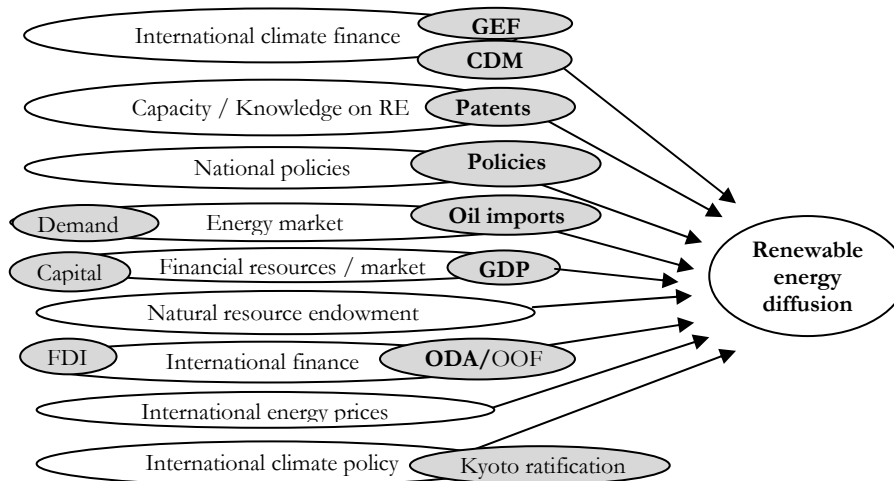 International climate finance
GEF
CDM
Capacity / Knowledge on RE
Patents
National policies
Policies
Demand
Energy market
Oil imports
Capital
Financial resources / market
GDP
Natural resource endowment
FDI
International finance
ODA/OOF
International energy prices
International climate policy
Kyoto ratification
Renewable
energy
diffusion